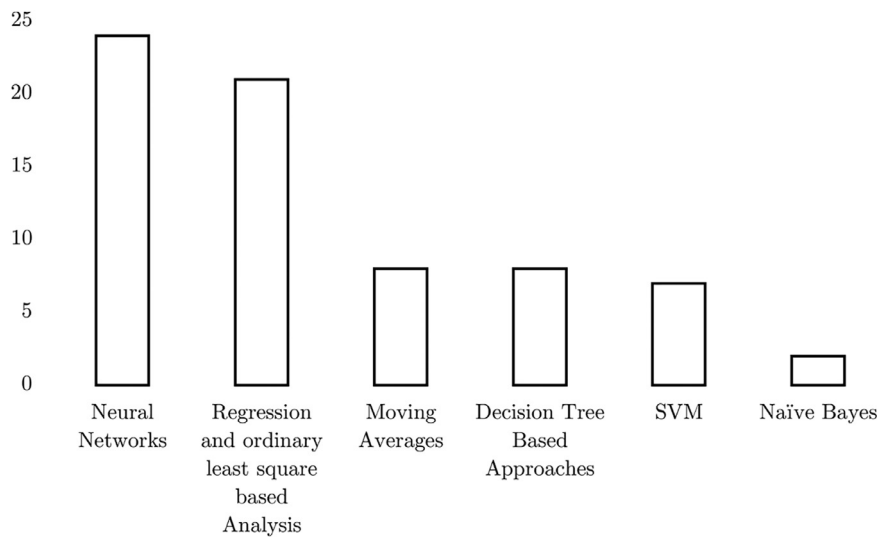 25
20
15
10
5
0
Neural
Networks
Regression
and ordinary
least square
based
Analysis
Moving
Averages
Decision Tree
Based
Approaches
SVM
Naïve Bayes